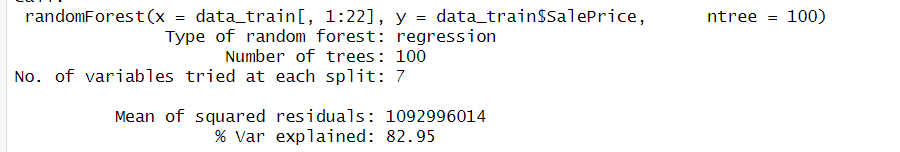 randomForest(x = data_train[, 1:22], y = data_train$SalePrice,      ntree = 100)
Type of random forest: regression
Number of trees: 100
No. of variables tried at each split: 7
Mean of squared residuals: 1092996014
% Var explained: 82.95